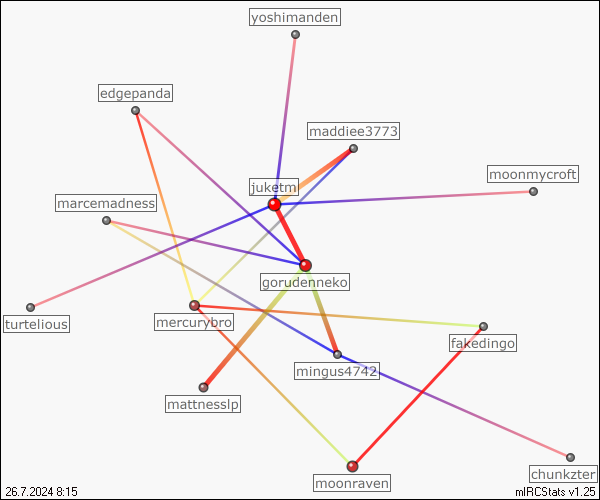 yoshimanden
edgepanda
maddiee3773
moonmycroft
juketm
marcemadness
gorudenneko
turtelious
mercurybro
fakedingo
mingus4742
mattnesslp
chunkzter
moonraven
26.7.2024 8:15
mIRCStats v1.25